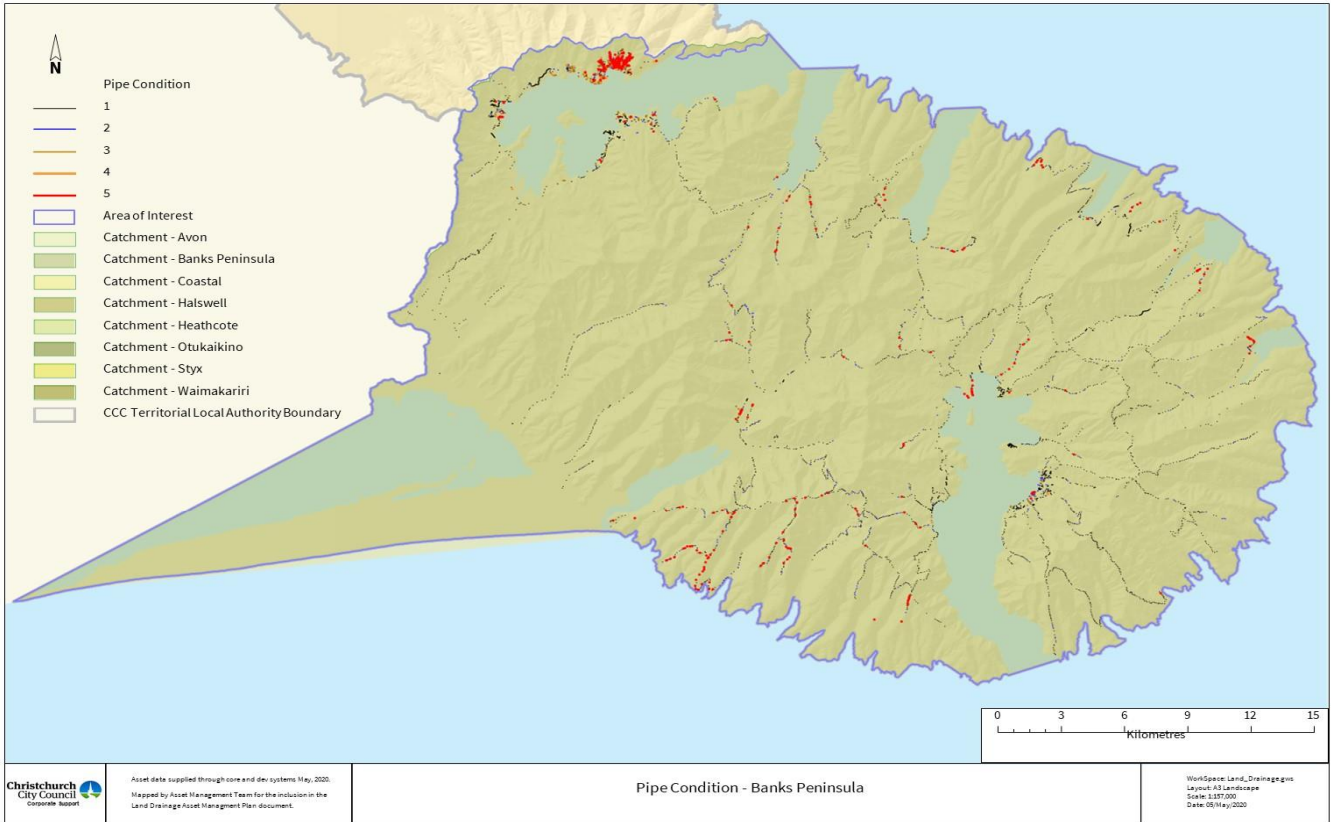 N
Pipe Condition
1
2
3
4
5
Area of Interest
Catchment - Avon
Catchment - Banks Peninsula
Catchment - Coastal
Catchment - Halswell
Catchment - Heathcote
Catchment - Otukaikino
Catchment - Styx
Catchment - Waimakariri
CCC Territorial Local Authority Boundary
0 3 6 9 12 15
Kilometres
Christchurch
City Council
Corporate Support
Asset data supplied through core and dev systems May, 2020.
Mapped by Asset Management Team for the inclusion in the
Land Drainage Asset Managment Plan document.
Pipe Condition - Banks Peninsula
WorkSpace: Land_Drainage.gws
Layout: A3 Landscape
Scale: 1:157,000
Date: 05/May/2020